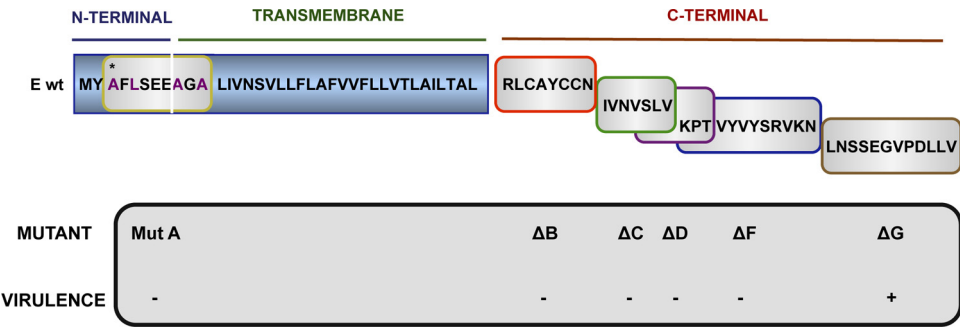 N-TERMINAL TRANSMEMBRANE C-TERMINAL
*
E wt MY AFLSEEAGA LIVNSVLLFLAFVVFLLVTLAILTAL RLCAYCCN
IVNVSLV
KPT VYVYSRVKN
LNSSEGVPDLLV
MUTANT Mut A ΔB ΔC ΔD ΔF ΔG
VIRULENCE - - - - - +